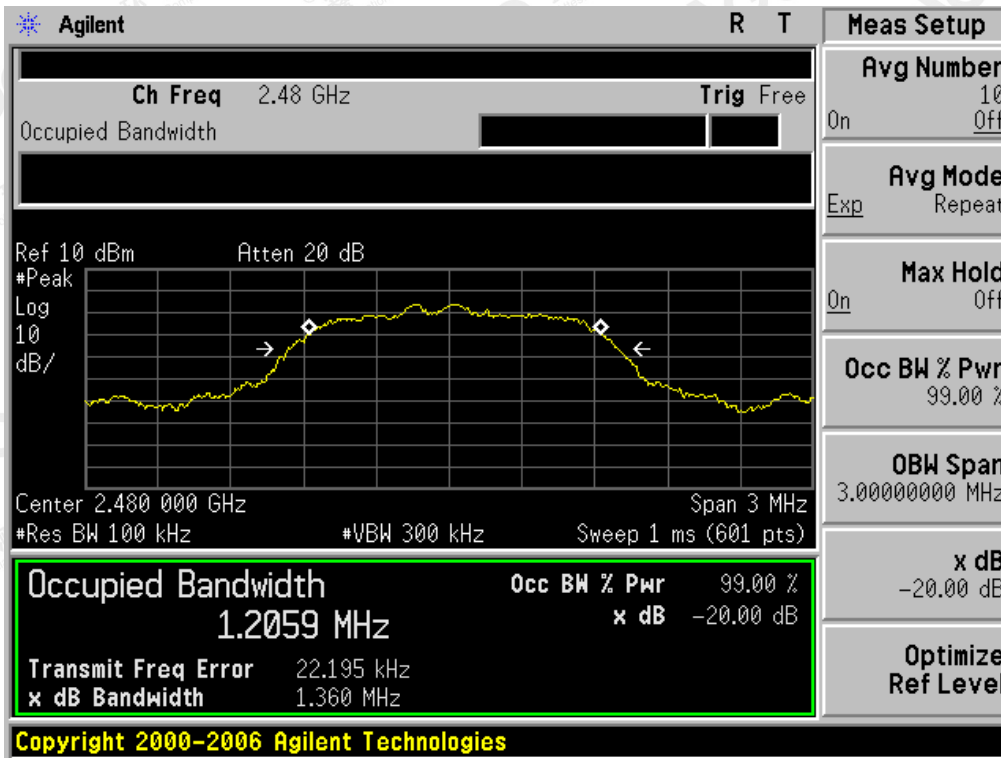 Agilent R T
Ch Freq 2.48 GHz Trig Free
Occupied Bandwidth
Ref 10 dBm Atten 20 dB
#Peak
Log
10
dB/
Center 2.480 000 GHz Span 3 MHz
#Res BW 100 kHz #VBW 300 kHz Sweep 1 ms (601 pts)
Occupied Bandwidth Occ BW % Pwr 99.00 %
1.2059 MHz x dB -20.00 dB
Transmit Freq Error 22.195 kHz
x dB Bandwidth 1.360 MHz
Copyright 2000-2006 Agilent Technologies
Meas Setup
Avg Number
10
On Off
Avg Mode
Exp Repeat
Max Hold
On Off
Occ BW % Pwr
99.00 %
OBW Span
3.00000000 MHz
x dB
-20.00 dB
Optimize
Ref Level